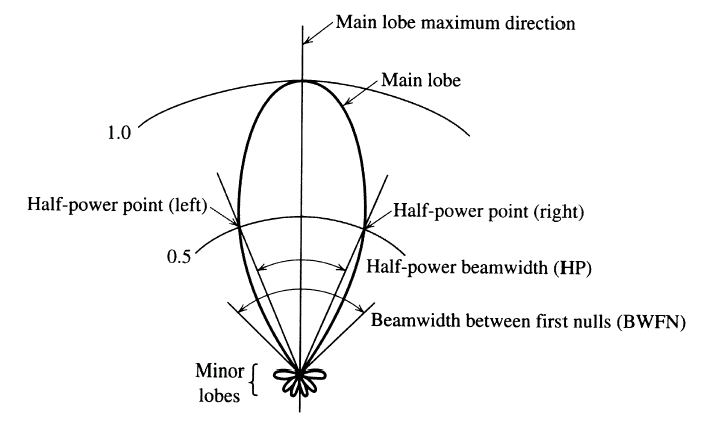 Main lobe maximum direction
Main lobe
1.0
Half-power point (left)
Half-power point (right)
0.5
Half-power beamwidth (HP)
Beamwidth between first nulls (BWFN)
Minor
lobes